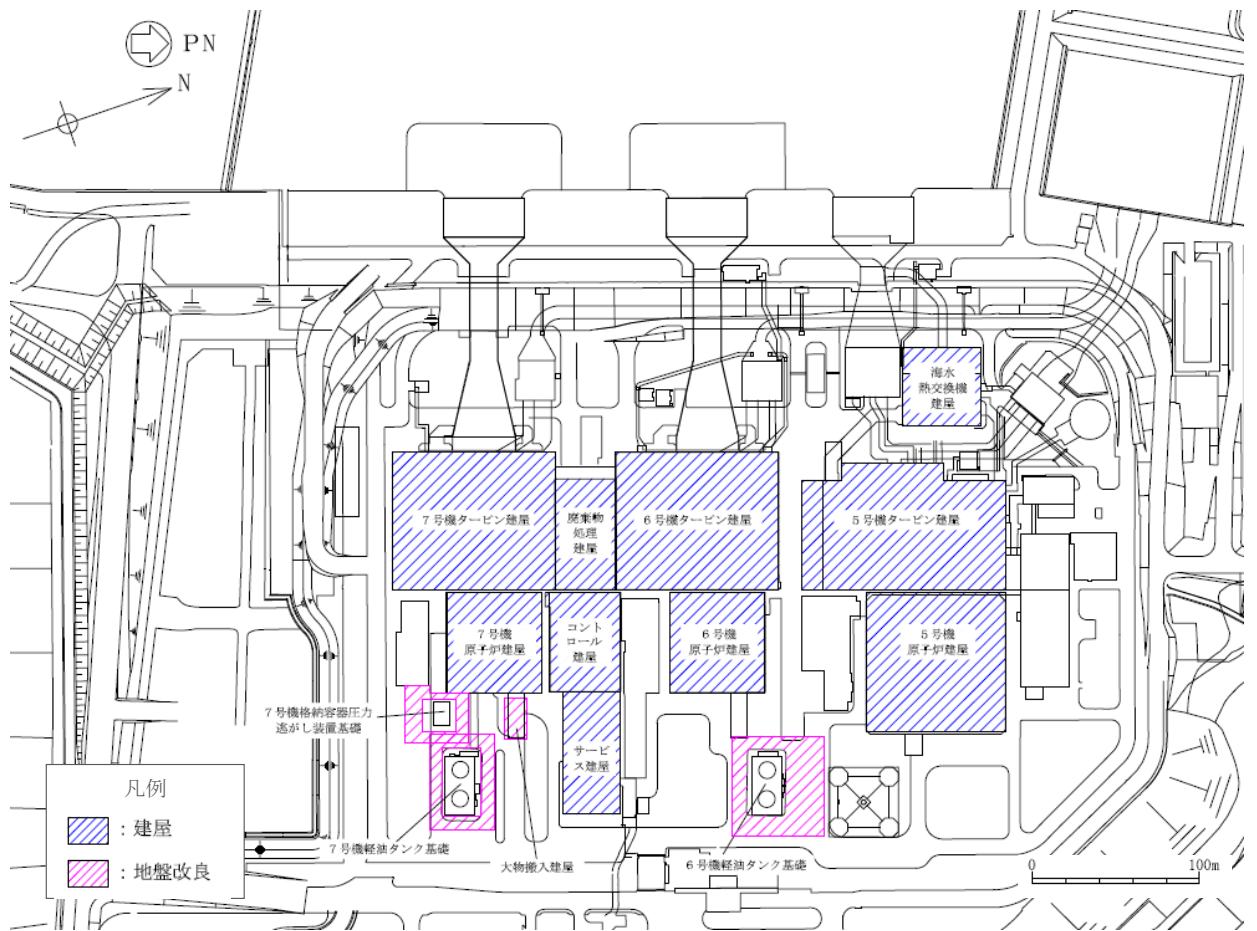 PN
N
海水
熱交換機
建屋
7号機タービン建屋
廃棄物
処理
建屋
6号機タービン建屋
5号機タービン建屋
7号機
原子炉建屋
コント
ロール
建屋
6号機
原子炉建屋
5号機
原子炉建屋
7号機格納容器圧力
逃がし装置基礎
サービ
ス建屋
凡例
：建屋
：地盤改良
7号機軽油タンク基礎
大物搬入建屋
6号機軽油タンク基礎
0
100m